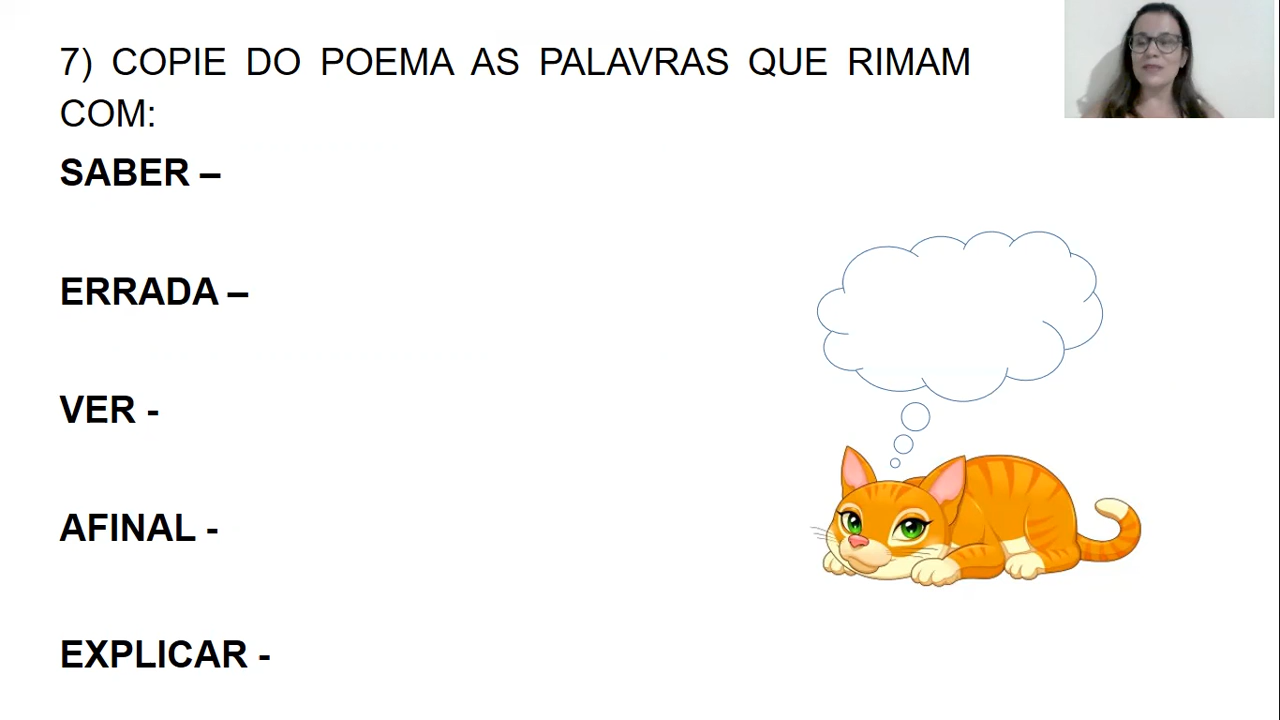 7) COPIE DO POEMA AS PALAVRAS QUE RIMAM
COM:
SABER –
ERRADA –
VER -
AFINAL -
EXPLICAR -